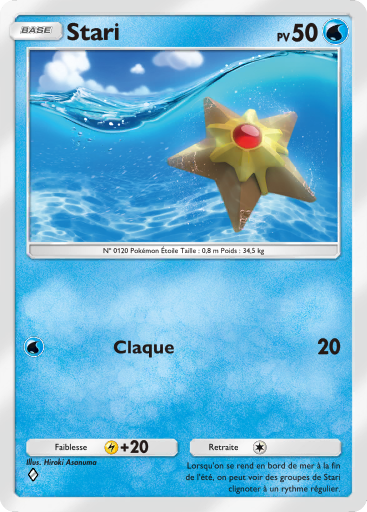 BASE Stari PV 50
N° 0120 Pokémon Étoile Taille : 0,8 m Poids : 34,5 kg
Claque 20
Faiblesse +20 Retraite
Illus. Hiroki Asanuma
Lorsqu'on se rend en bord de mer à la fin
de l'été, on peut voir des groupes de Stari
clignoter à un rythme régulier.